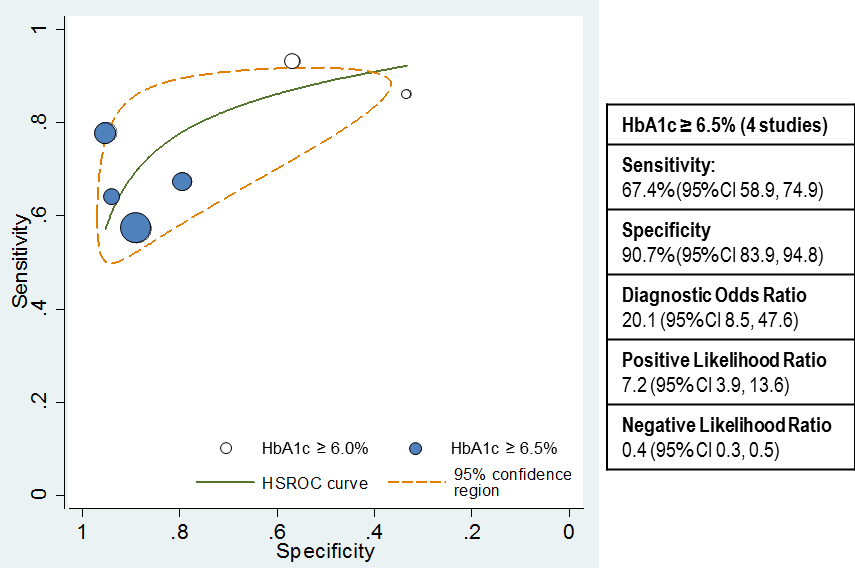 1
.8
.6
.4
.2
0
Sensitivity
HbA1c ≥ 6.0%
HbA1c ≥ 6.5%
HSROC curve
95% confidence
region
1
.8
.6
.4
.2
0
Specificity
HbA1c ≥ 6.5% (4 studies)
Sensitivity:
67.4% (95%CI 58.9, 74.9)
Specificity
90.7% (95%CI 83.9, 94.8)
Diagnostic Odds Ratio
20.1 (95%CI 8.5, 47.6)
Positive Likelihood Ratio
7.2 (95%CI 3.9, 13.6)
Negative Likelihood Ratio
0.4 (95%CI 0.3, 0.5)